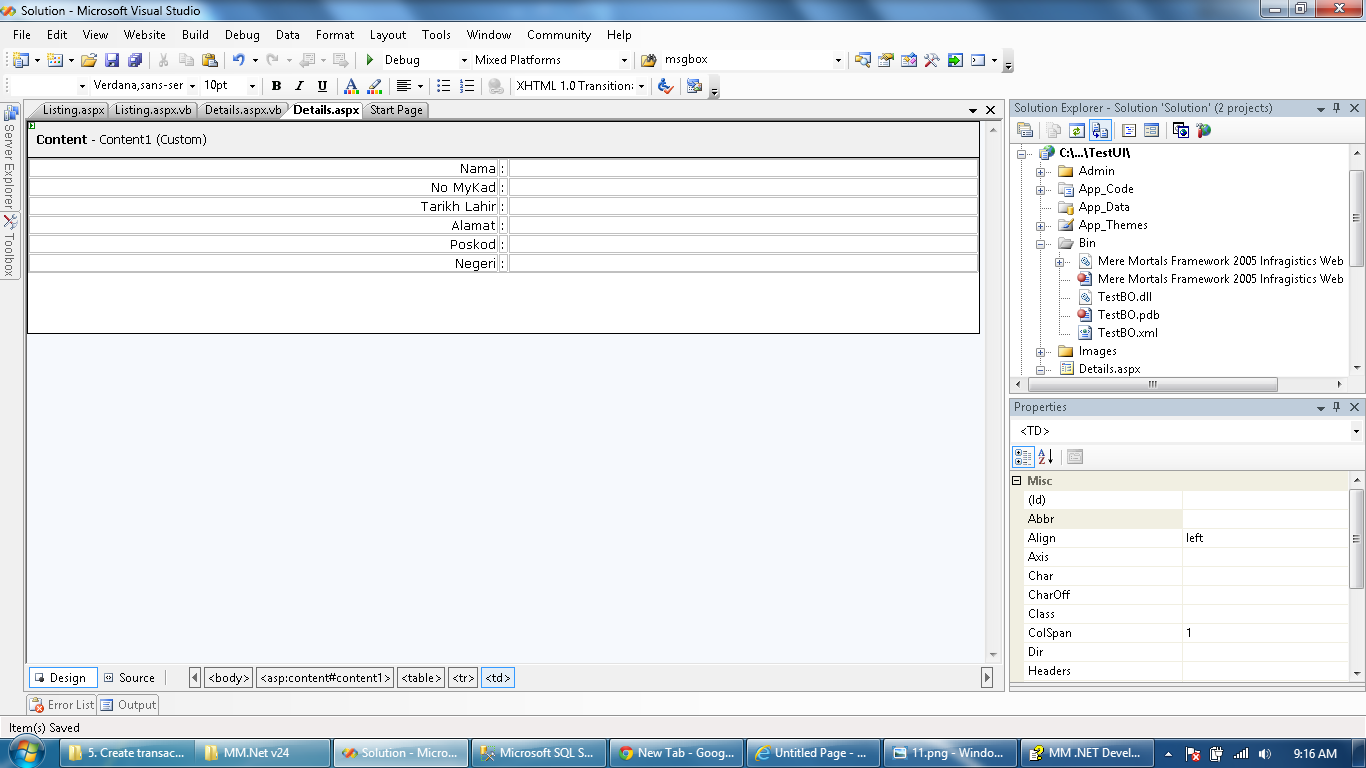 Solution - Microsoft Visual Studio
File Edit View Website Build Debug Data Format Layout Tools Window Community Help
Debug Mixed Platforms msgbox
Verdana,sans-ser 10pt B I U A XHTML 1.0 Transition:
Listing.aspx Listing.aspx.vb Details.aspx.vb Details.aspx Start Page
Server Explorer
Toolbox
Content - Content1 (Custom)
Nama :
No MyKad :
Tarikh Lahir :
Alamat :
Poskod :
Negeri :
Design Source <body> <asp:content#content1> <table> <tr> <td>
Error List Output
Item(s) Saved
Solution Explorer - Solution 'Solution' (2 projects)
C:\...\TestUI\
Admin
App_Code
App_Data
App_Themes
Bin
Mere Mortals Framework 2005 Infragistics Web
Mere Mortals Framework 2005 Infragistics Web
TestBO.dll
TestBO.pdb
TestBO.xml
Images
Details.aspx
Properties
<TD>
Misc
(Id)
Abbr
Align left
Axis
Char
CharOff
Class
ColSpan 1
Dir
Headers
5. Create transac... MM.Net v24 Solution - Micro... Microsoft SQL S... New Tab - Goog... Untitled Page - ... 11.png - Windo... MM .NET Devel... 9:16 AM